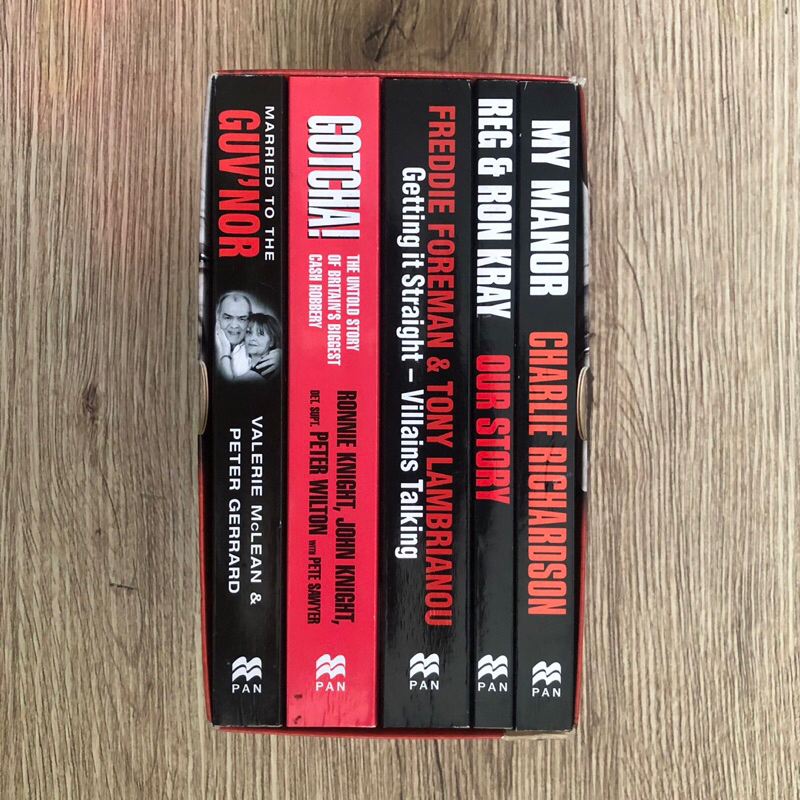 MARRIED TO THE
GUV'NOR
VALERIE McLEAN &
PETER GERRARD
PAN
GOTCHA!
THE UNTOLD STORY
OF BRITAIN'S BIGGEST
CASH ROBBERY
RONNIE KNIGHT, JOHN KNIGHT,
DET. SUPT. PETER WILTON WITH PETE SAWYER
PAN
FREDDIE FOREMAN & TONY LAMBRIANOU
Getting it Straight – Villains Talking
PAN
REG & RON KRAY OUR STORY
PAN
MY MANOR CHARLIE RICHARDSON
PAN